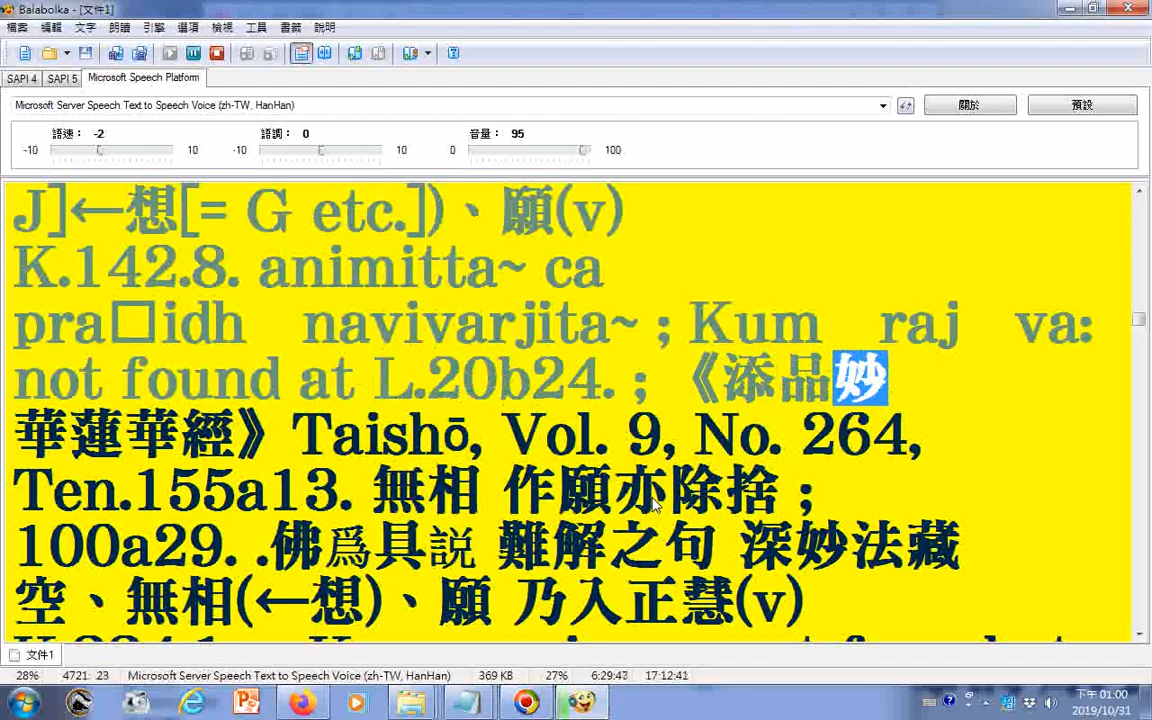 Balabolka - [文件1]
檔案 編輯 文字 朗讀 引擎 選項 檢視 工具 書籤 說明
SAPI 4 SAPI 5 Microsoft Speech Platform
Microsoft Server Speech Text to Speech Voice (zh-TW, HanHan) 關於 預設
語速： -2 語調： 0 音量： 95
-10 10 -10 10 0 100
J]←想[= G etc.])、願(v)
K.142.8. animitta~ ca
pra□idh navivarjita~ ; Kum raj va:
not found at L.20b24. ; 《添品妙
華蓮華經》Taishō, Vol. 9, No. 264,
Ten.155a13. 無相 作願亦除捨 ;
100a29. .佛爲具説 難解之句 深妙法藏
空、無相(←想)、願 乃入正慧(v)
文件1
28% 4721: 23 Microsoft Server Speech Text to Speech Voice (zh-TW, HanHan) 369 KB 27% 6:29:47 17:12:41
下午 01:00
2019/10/31